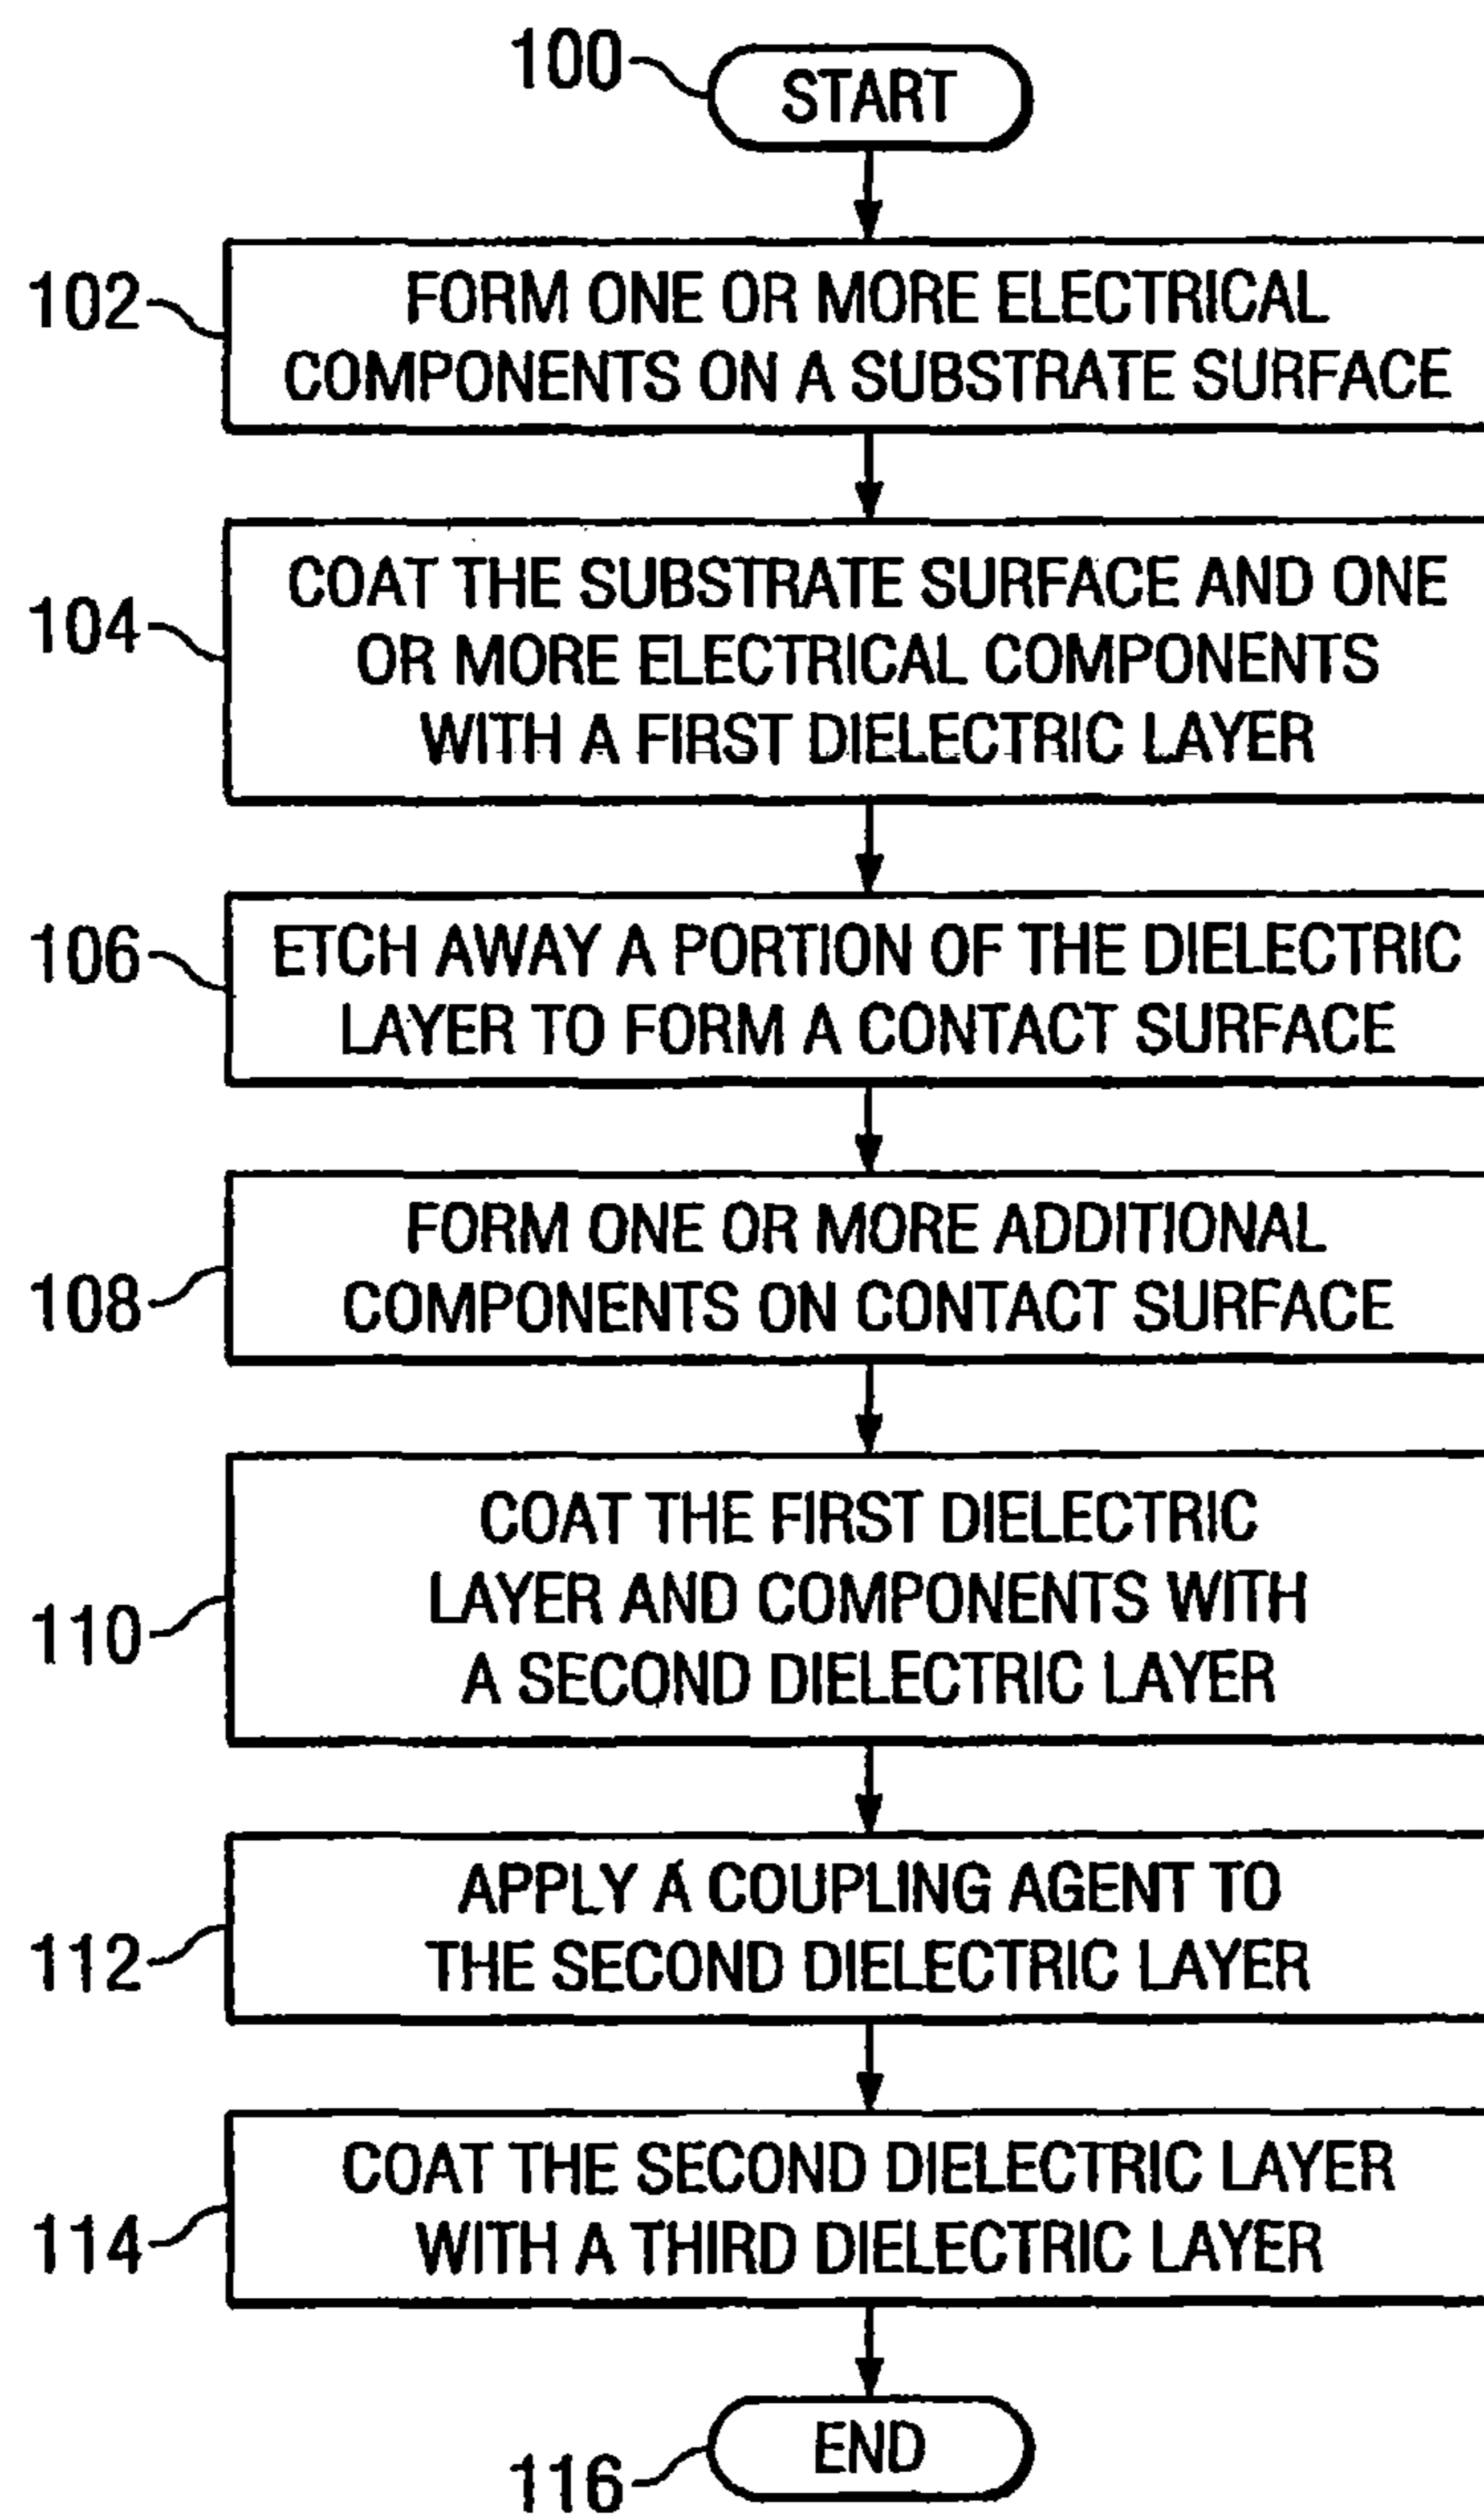 100
START
102
FORM ONE OR MORE ELECTRICAL
COMPONENTS ON A SUBSTRATE SURFACE
104
COAT THE SUBSTRATE SURFACE AND ONE
OR MORE ELECTRICAL COMPONENTS
WITH A FIRST DIELECTRIC LAYER
106
ETCH AWAY A PORTION OF THE DIELECTRIC
LAYER TO FORM A CONTACT SURFACE
108
FORM ONE OR MORE ADDITIONAL
COMPONENTS ON CONTACT SURFACE
110
COAT THE FIRST DIELECTRIC
LAYER AND COMPONENTS WITH
A SECOND DIELECTRIC LAYER
112
APPLY A COUPLING AGENT TO
THE SECOND DIELECTRIC LAYER
114
COAT THE SECOND DIELECTRIC LAYER
WITH A THIRD DIELECTRIC LAYER
116
END